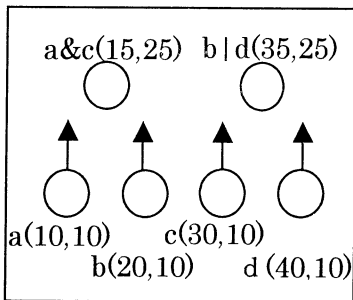 a&c(15,25) b|d(35,25)
a(10,10) c(30,10)
b(20,10) d (40,10)